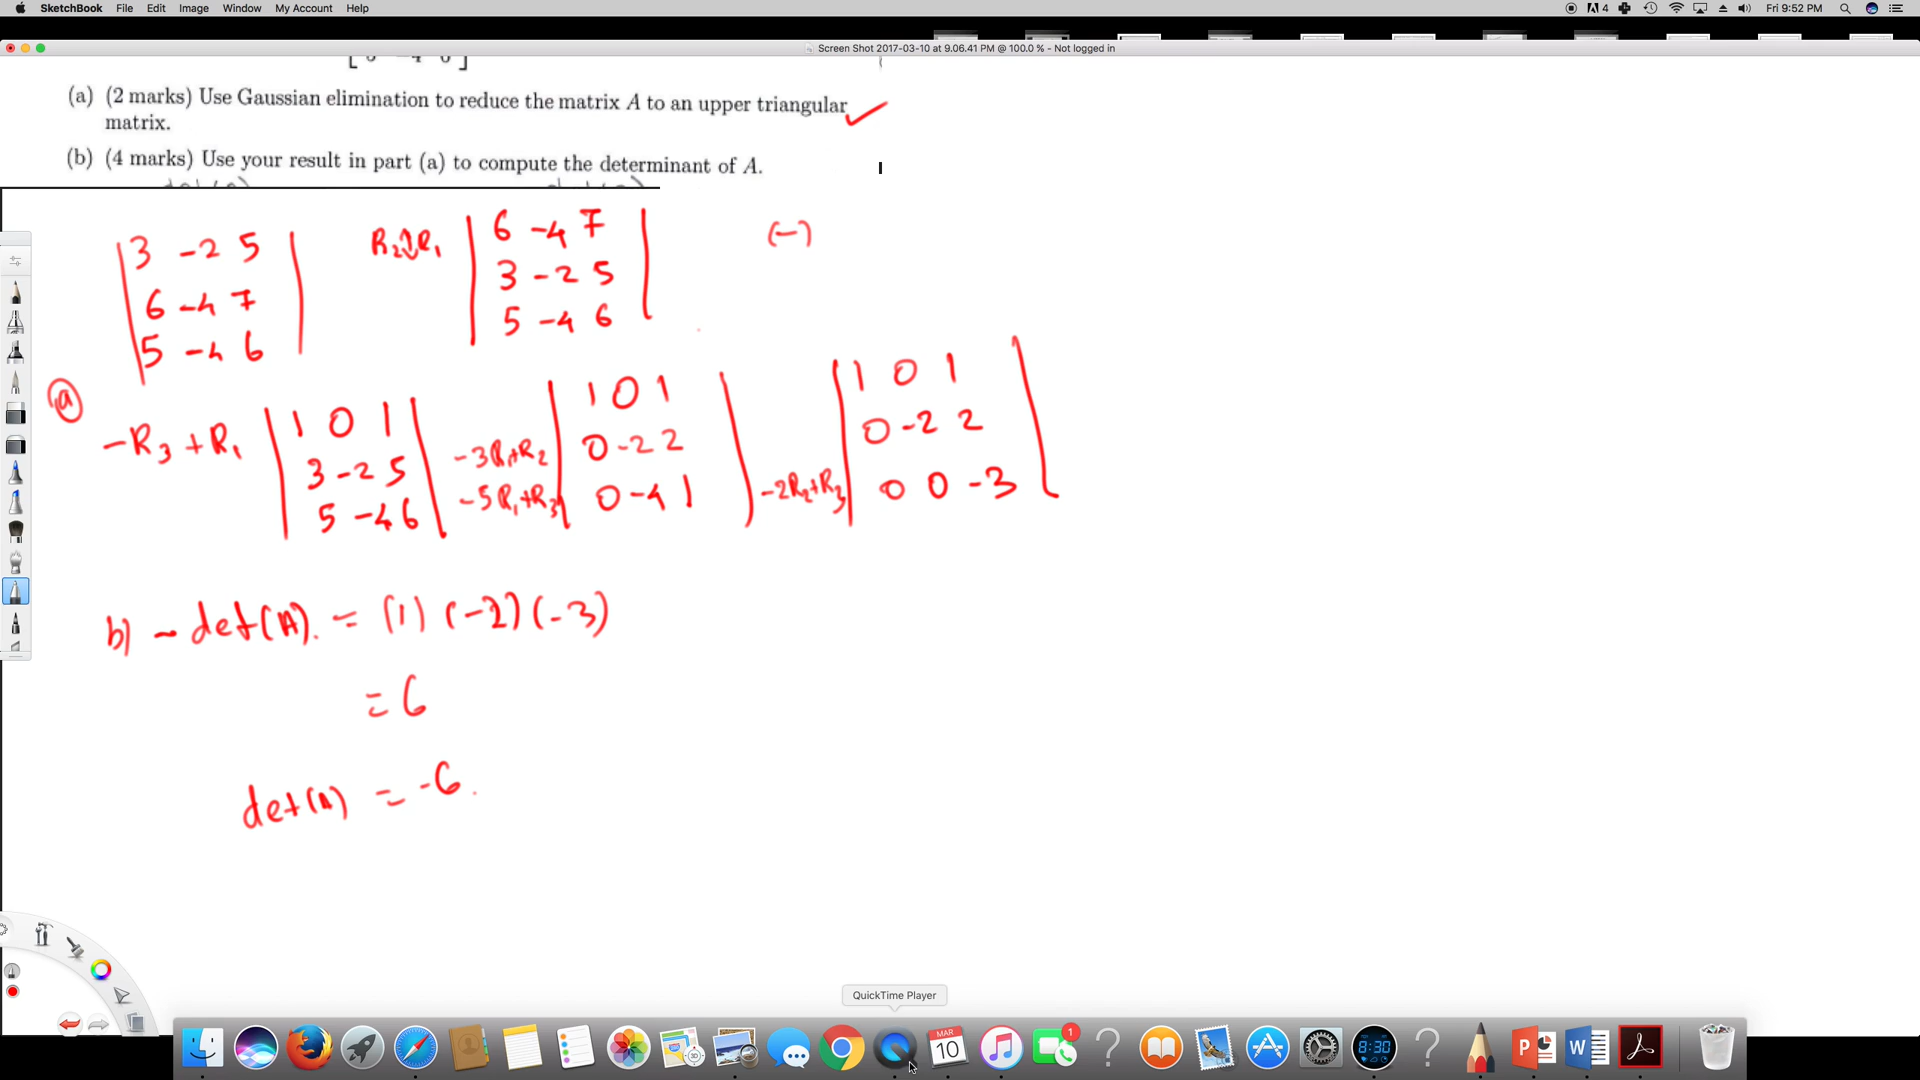 SketchBook File Edit Image Window My Account Help
4 Fri 9:52 PM
Screen Shot 2017-03-10 at 9.06.41 PM @ 100.0 % - Not logged in
(a) (2 marks) Use Gaussian elimination to reduce the matrix A to an upper triangular
matrix.
(b) (4 marks) Use your result in part (a) to compute the determinant of A.
3 -2 5
6 -4 7
5 -4 6
R2↕R1
6 -4 7
3 -2 5
5 -4 6
(-)
a
-R3 + R1
1 0 1
3 -2 5
5 -4 6
-3R1+R2
-5R1+R3
1 0 1
0 -2 2
0 -4 1
-2R2+R3
1 0 1
0 -2 2
0 0 -3
b) - det(A). = (1) (-2) (-3)
= 6
det(A) = -6.
QuickTime Player
MAR
10
3D
1
8:30
P
W